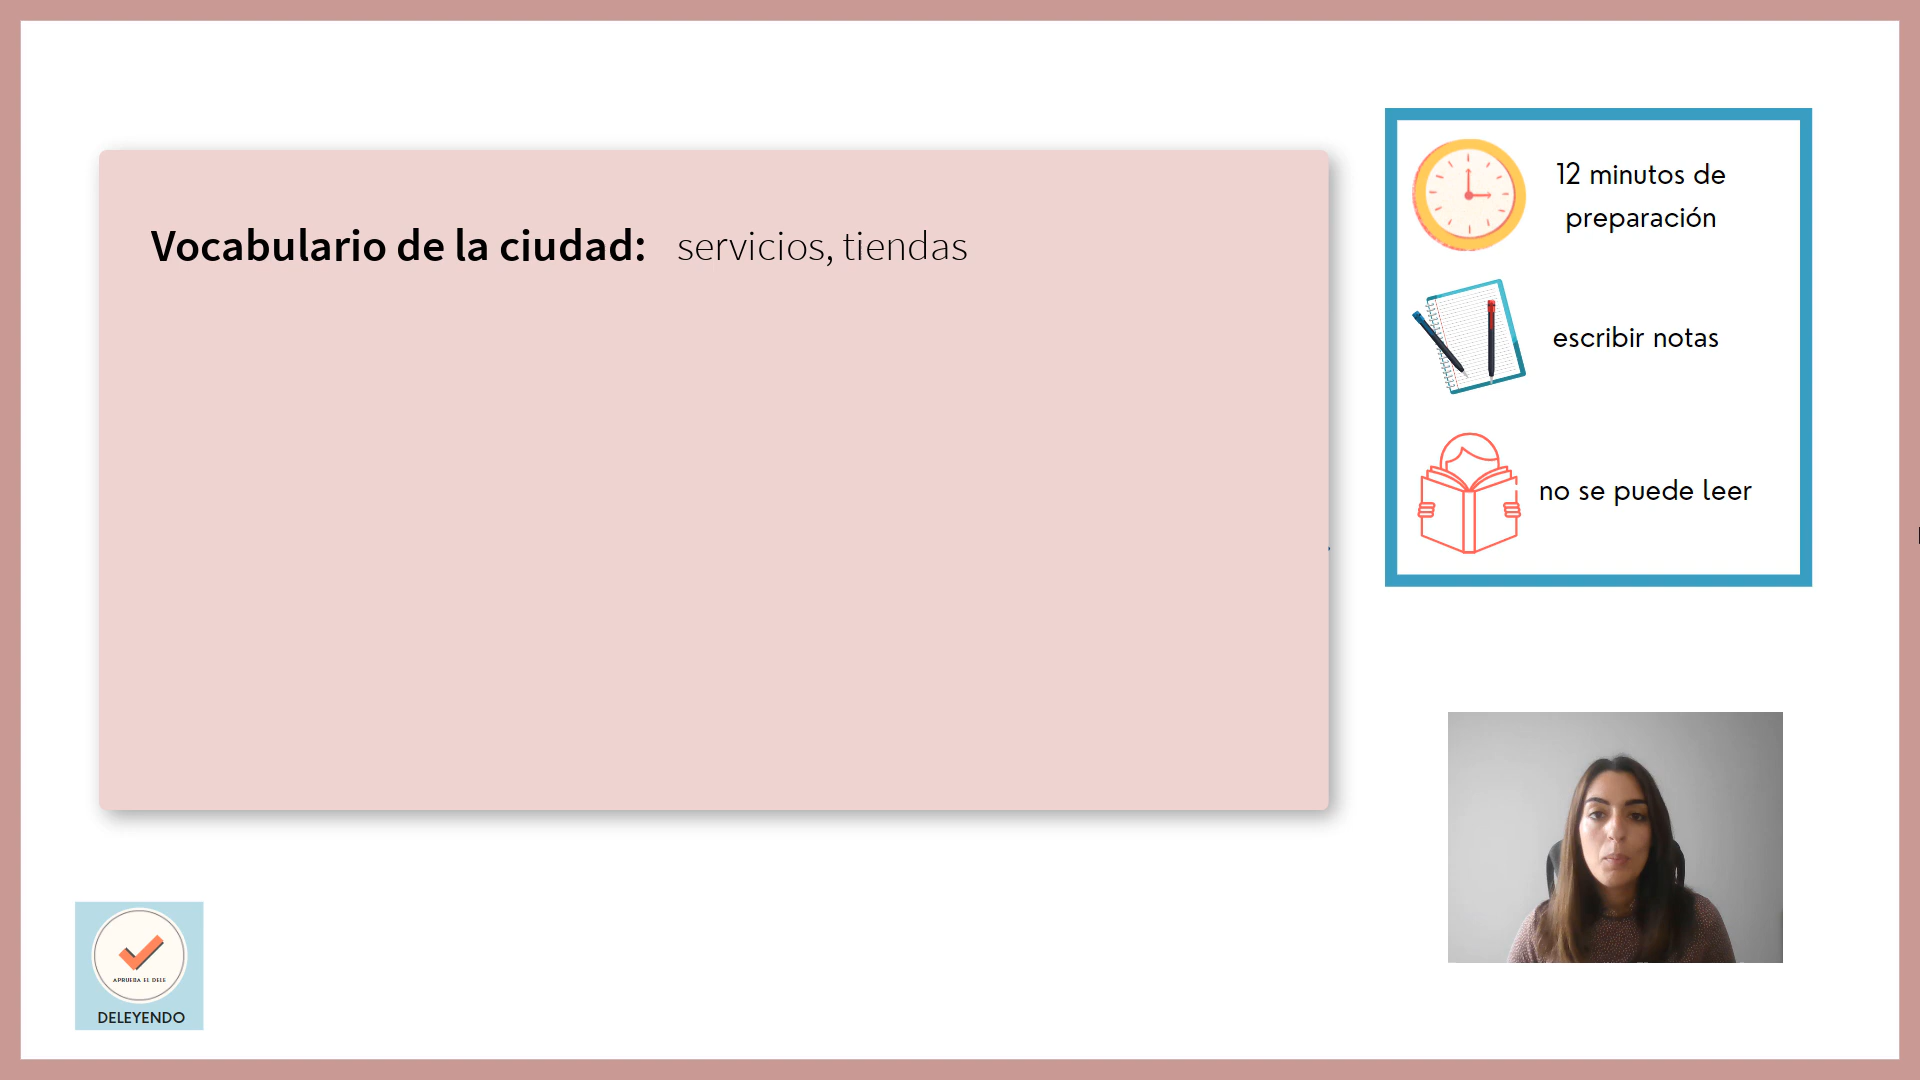 Vocabulario de la ciudad: servicios, tiendas
12 minutos de
preparación
escribir notas
no se puede leer
APRUEBA EL DELE
DELEYENDO